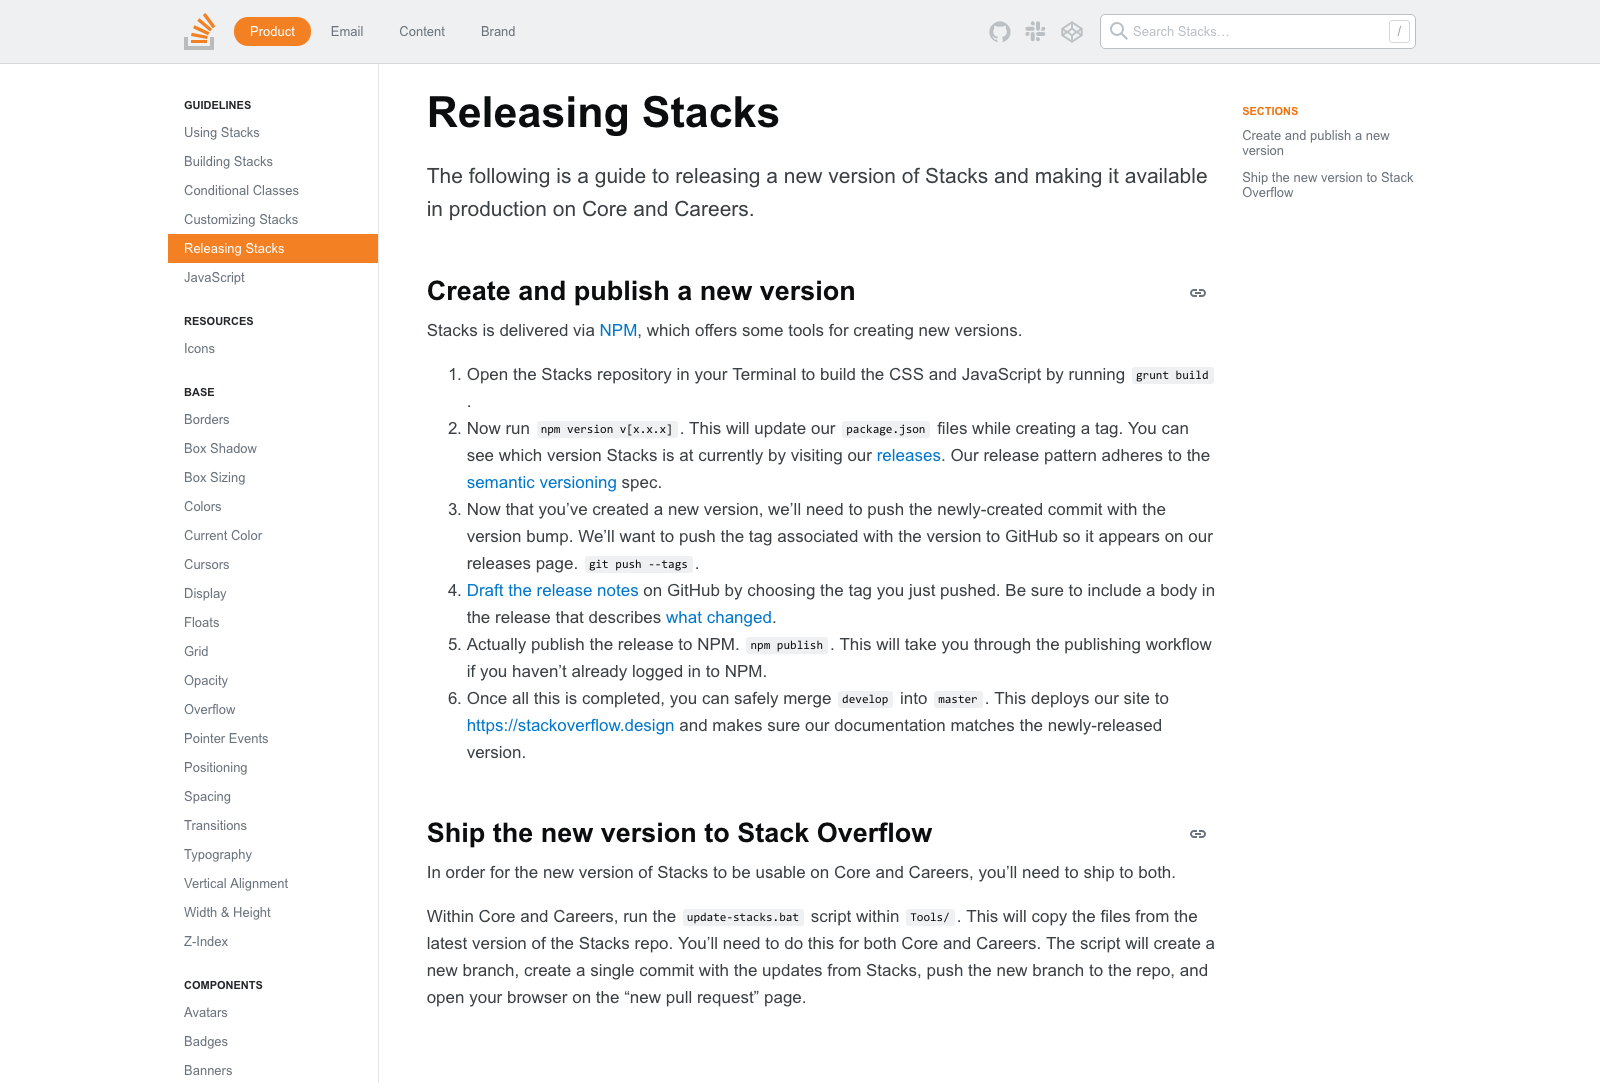 Product
Email
Content
Brand
Search Stacks…
/
GUIDELINES
Using Stacks
Building Stacks
Conditional Classes
Customizing Stacks
Releasing Stacks
JavaScript
RESOURCES
Icons
BASE
Borders
Box Shadow
Box Sizing
Colors
Current Color
Cursors
Display
Floats
Grid
Opacity
Overflow
Pointer Events
Positioning
Spacing
Transitions
Typography
Vertical Alignment
Width & Height
Z-Index
COMPONENTS
Avatars
Badges
Banners
Releasing Stacks
The following is a guide to releasing a new version of Stacks and making it available
in production on Core and Careers.
Create and publish a new version
Stacks is delivered via NPM, which offers some tools for creating new versions.
1. Open the Stacks repository in your Terminal to build the CSS and JavaScript by running grunt build
.
2. Now run npm version v[x.x.x]. This will update our package.json files while creating a tag. You can
see which version Stacks is at currently by visiting our releases. Our release pattern adheres to the
semantic versioning spec.
3. Now that you’ve created a new version, we’ll need to push the newly-created commit with the
version bump. We’ll want to push the tag associated with the version to GitHub so it appears on our
releases page. git push --tags.
4. Draft the release notes on GitHub by choosing the tag you just pushed. Be sure to include a body in
the release that describes what changed.
5. Actually publish the release to NPM. npm publish. This will take you through the publishing workflow
if you haven’t already logged in to NPM.
6. Once all this is completed, you can safely merge develop into master. This deploys our site to
https://stackoverflow.design and makes sure our documentation matches the newly-released
version.
Ship the new version to Stack Overflow
In order for the new version of Stacks to be usable on Core and Careers, you’ll need to ship to both.
Within Core and Careers, run the update-stacks.bat script within Tools/. This will copy the files from the
latest version of the Stacks repo. You’ll need to do this for both Core and Careers. The script will create a
new branch, create a single commit with the updates from Stacks, push the new branch to the repo, and
open your browser on the “new pull request” page.
SECTIONS
Create and publish a new
version
Ship the new version to Stack
Overflow